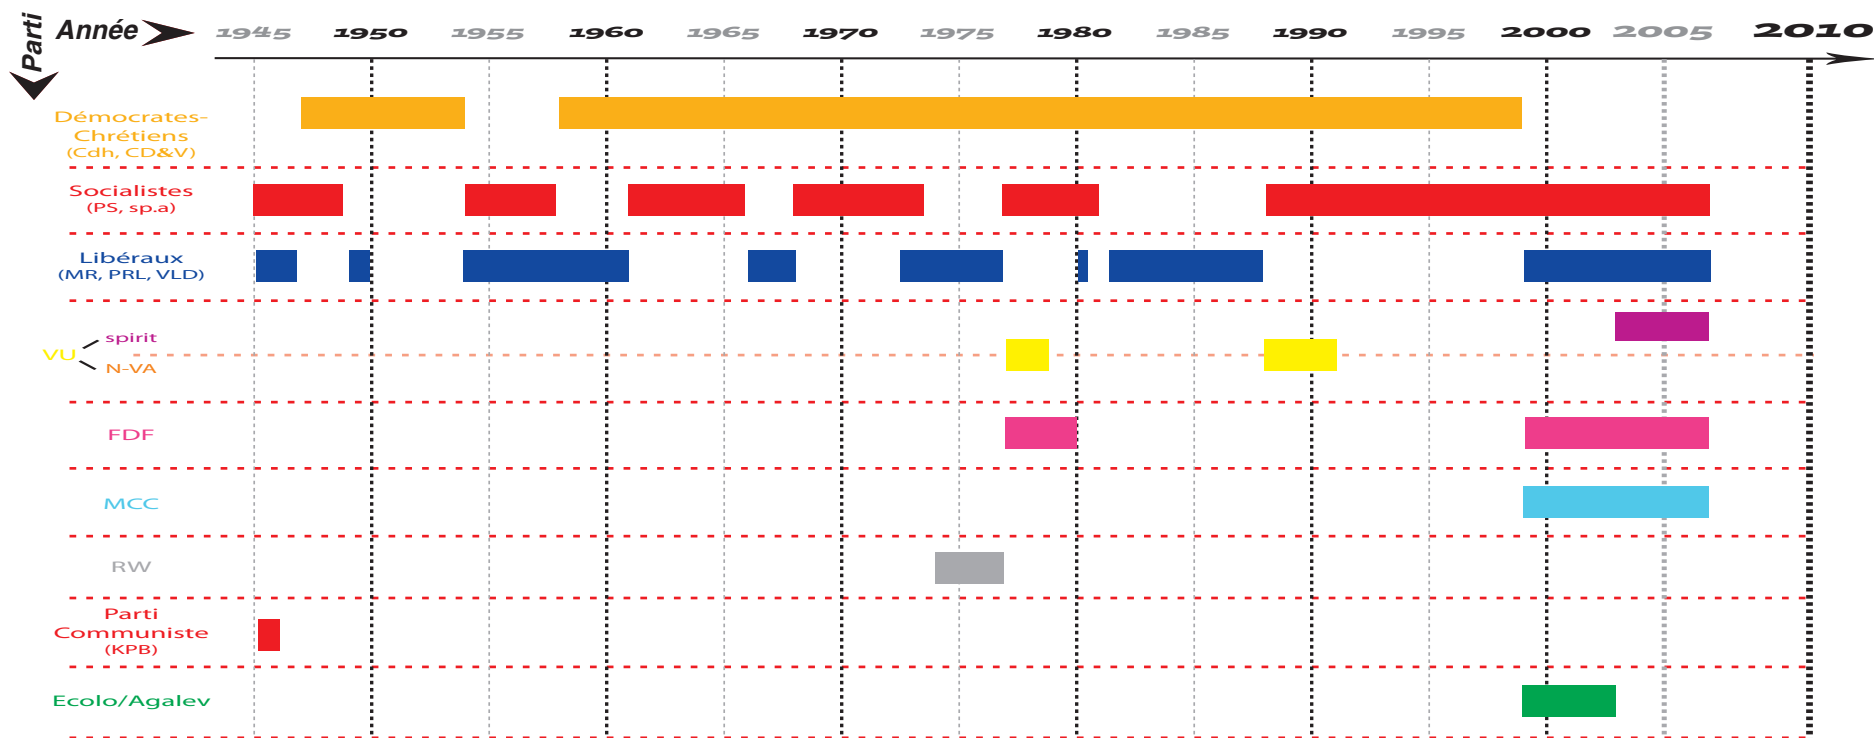 Parti
Année
1945 1950 1955 1960 1965 1970 1975 1980 1985 1990 1995 2000 2005 2010
Démocrates-
Chrétiens
(Cdh, CD&V)
Socialistes
(PS, sp.a)
Libéraux
(MR, PRL, VLD)
spirit
VU
N-VA
FDF
MCC
RW
Parti
Communiste
(KPB)
Ecolo/Agalev